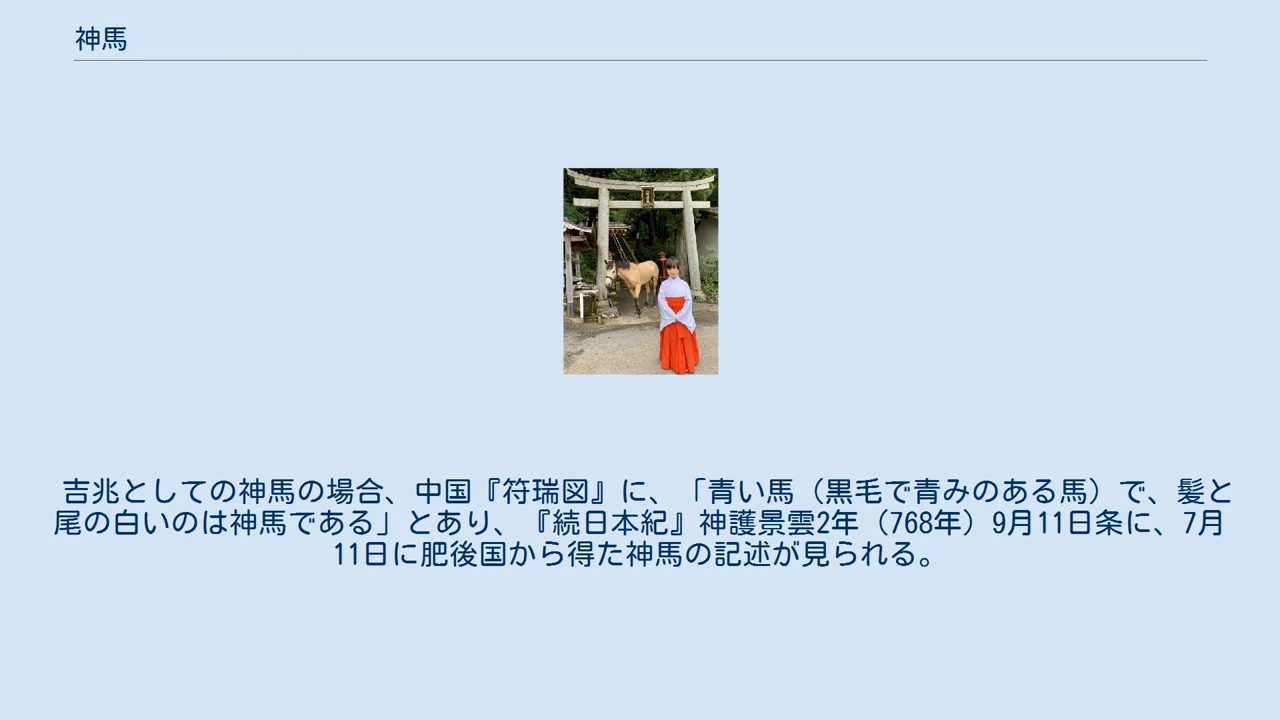 神馬
吉兆としての神馬の場合、中国『符瑞図』に、「青い馬（黒毛で青みのある馬）で、髪と
尾の白いのは神馬である」とあり、『続日本紀』神護景雲2年（768年）9月11日条に、7月
11日に肥後国から得た神馬の記述が見られる。